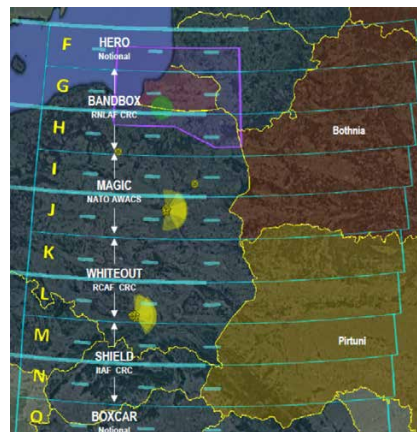 F
HERO
Notional
G
BANDBOX
RNLAF CRC
H
Bothnia
I
MAGIC
NATO AWACS
J
K
WHITEOUT
RCAF CRC
L
M
Pirtuni
SHIELD
IIAF CRC
N
O
BOXCAR
Notional